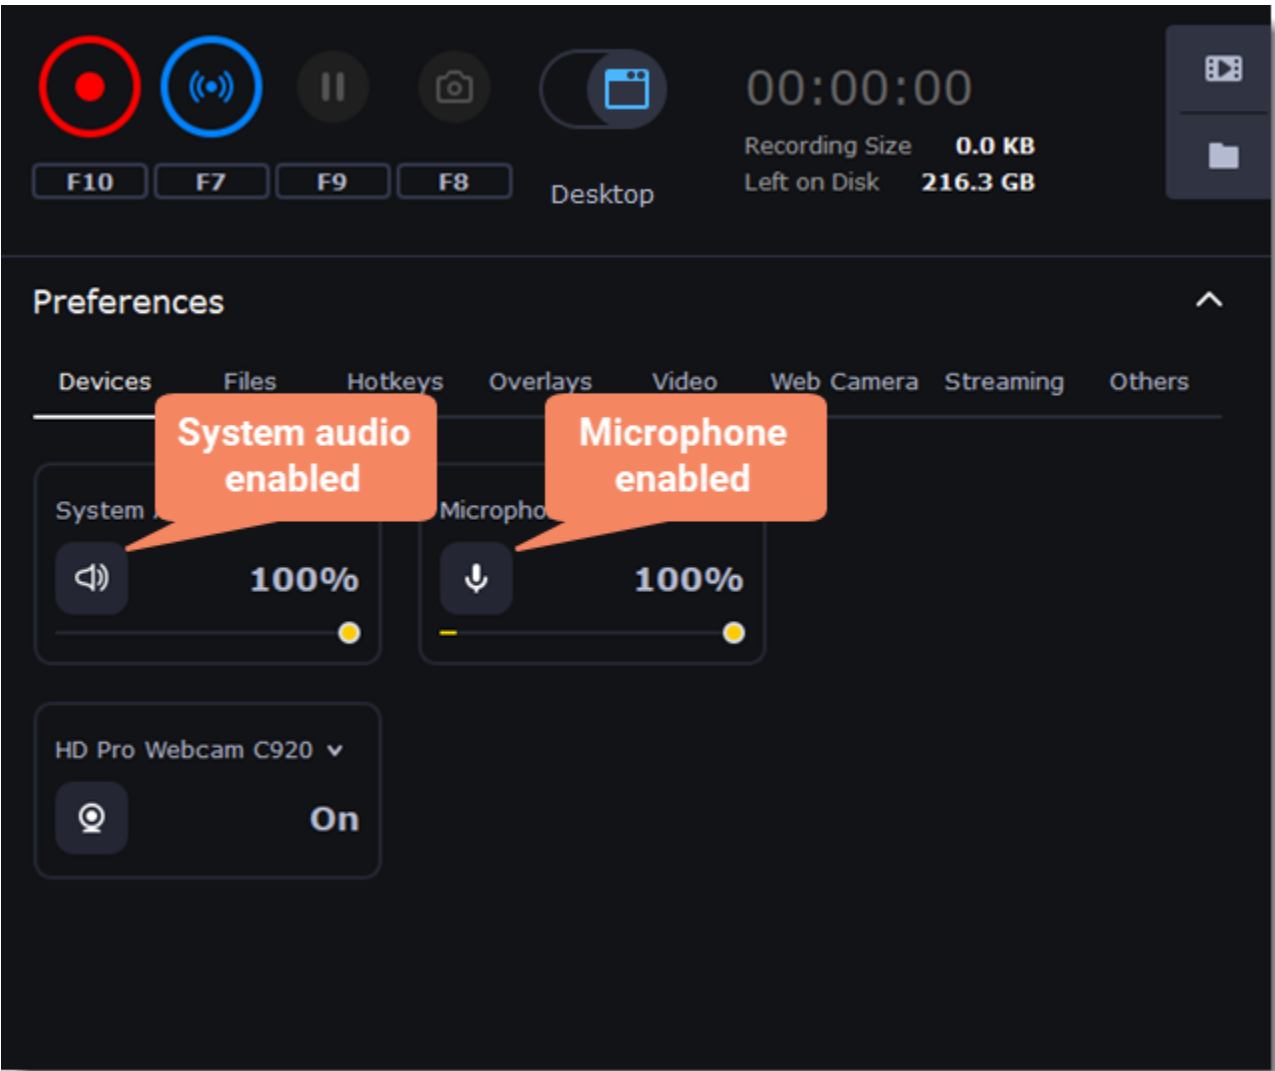 00:00:00
Recording Size 0.0 KB
Left on Disk 216.3 GB
F10 F7 F9 F8
Desktop
Preferences
Devices Files Hotkeys Overlays Video Web Camera Streaming Others
System audio
enabled
Microphone
enabled
System
100%
100%
HD Pro Webcam C920
On